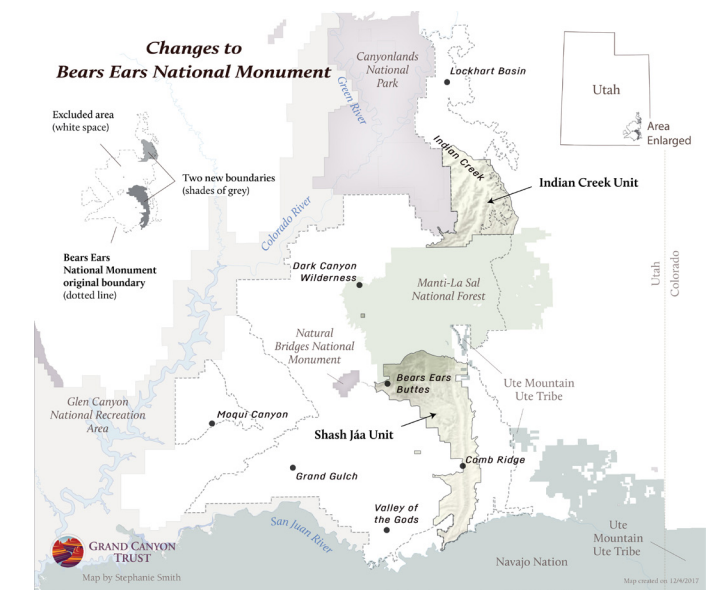 Changes to
Bears Ears National Monument
Canyonlands
National
Park
Green River
Lockhart Basin
Utah
Area
Enlarged
Excluded area
(white space)
Two new boundaries
(shades of grey)
Bears Ears
National Monument
original boundary
(dotted line)
Indian Creek
Indian Creek Unit
Colorado River
Dark Canyon
Wilderness
Manti-La Sal
National Forest
Utah
Colorado
Natural
Bridges National
Monument
Bears Ears
Buttes
Ute Mountain
Ute Tribe
Glen Canyon
National Recreation
Area
Moqui Canyon
Shash Jáa Unit
Comb Ridge
Grand Gulch
Valley of
the Gods
San Juan River
Ute
Mountain
Ute Tribe
Navajo Nation
GRAND CANYON
TRUST
Map by Stephanie Smith
Map created on 12/4/2017